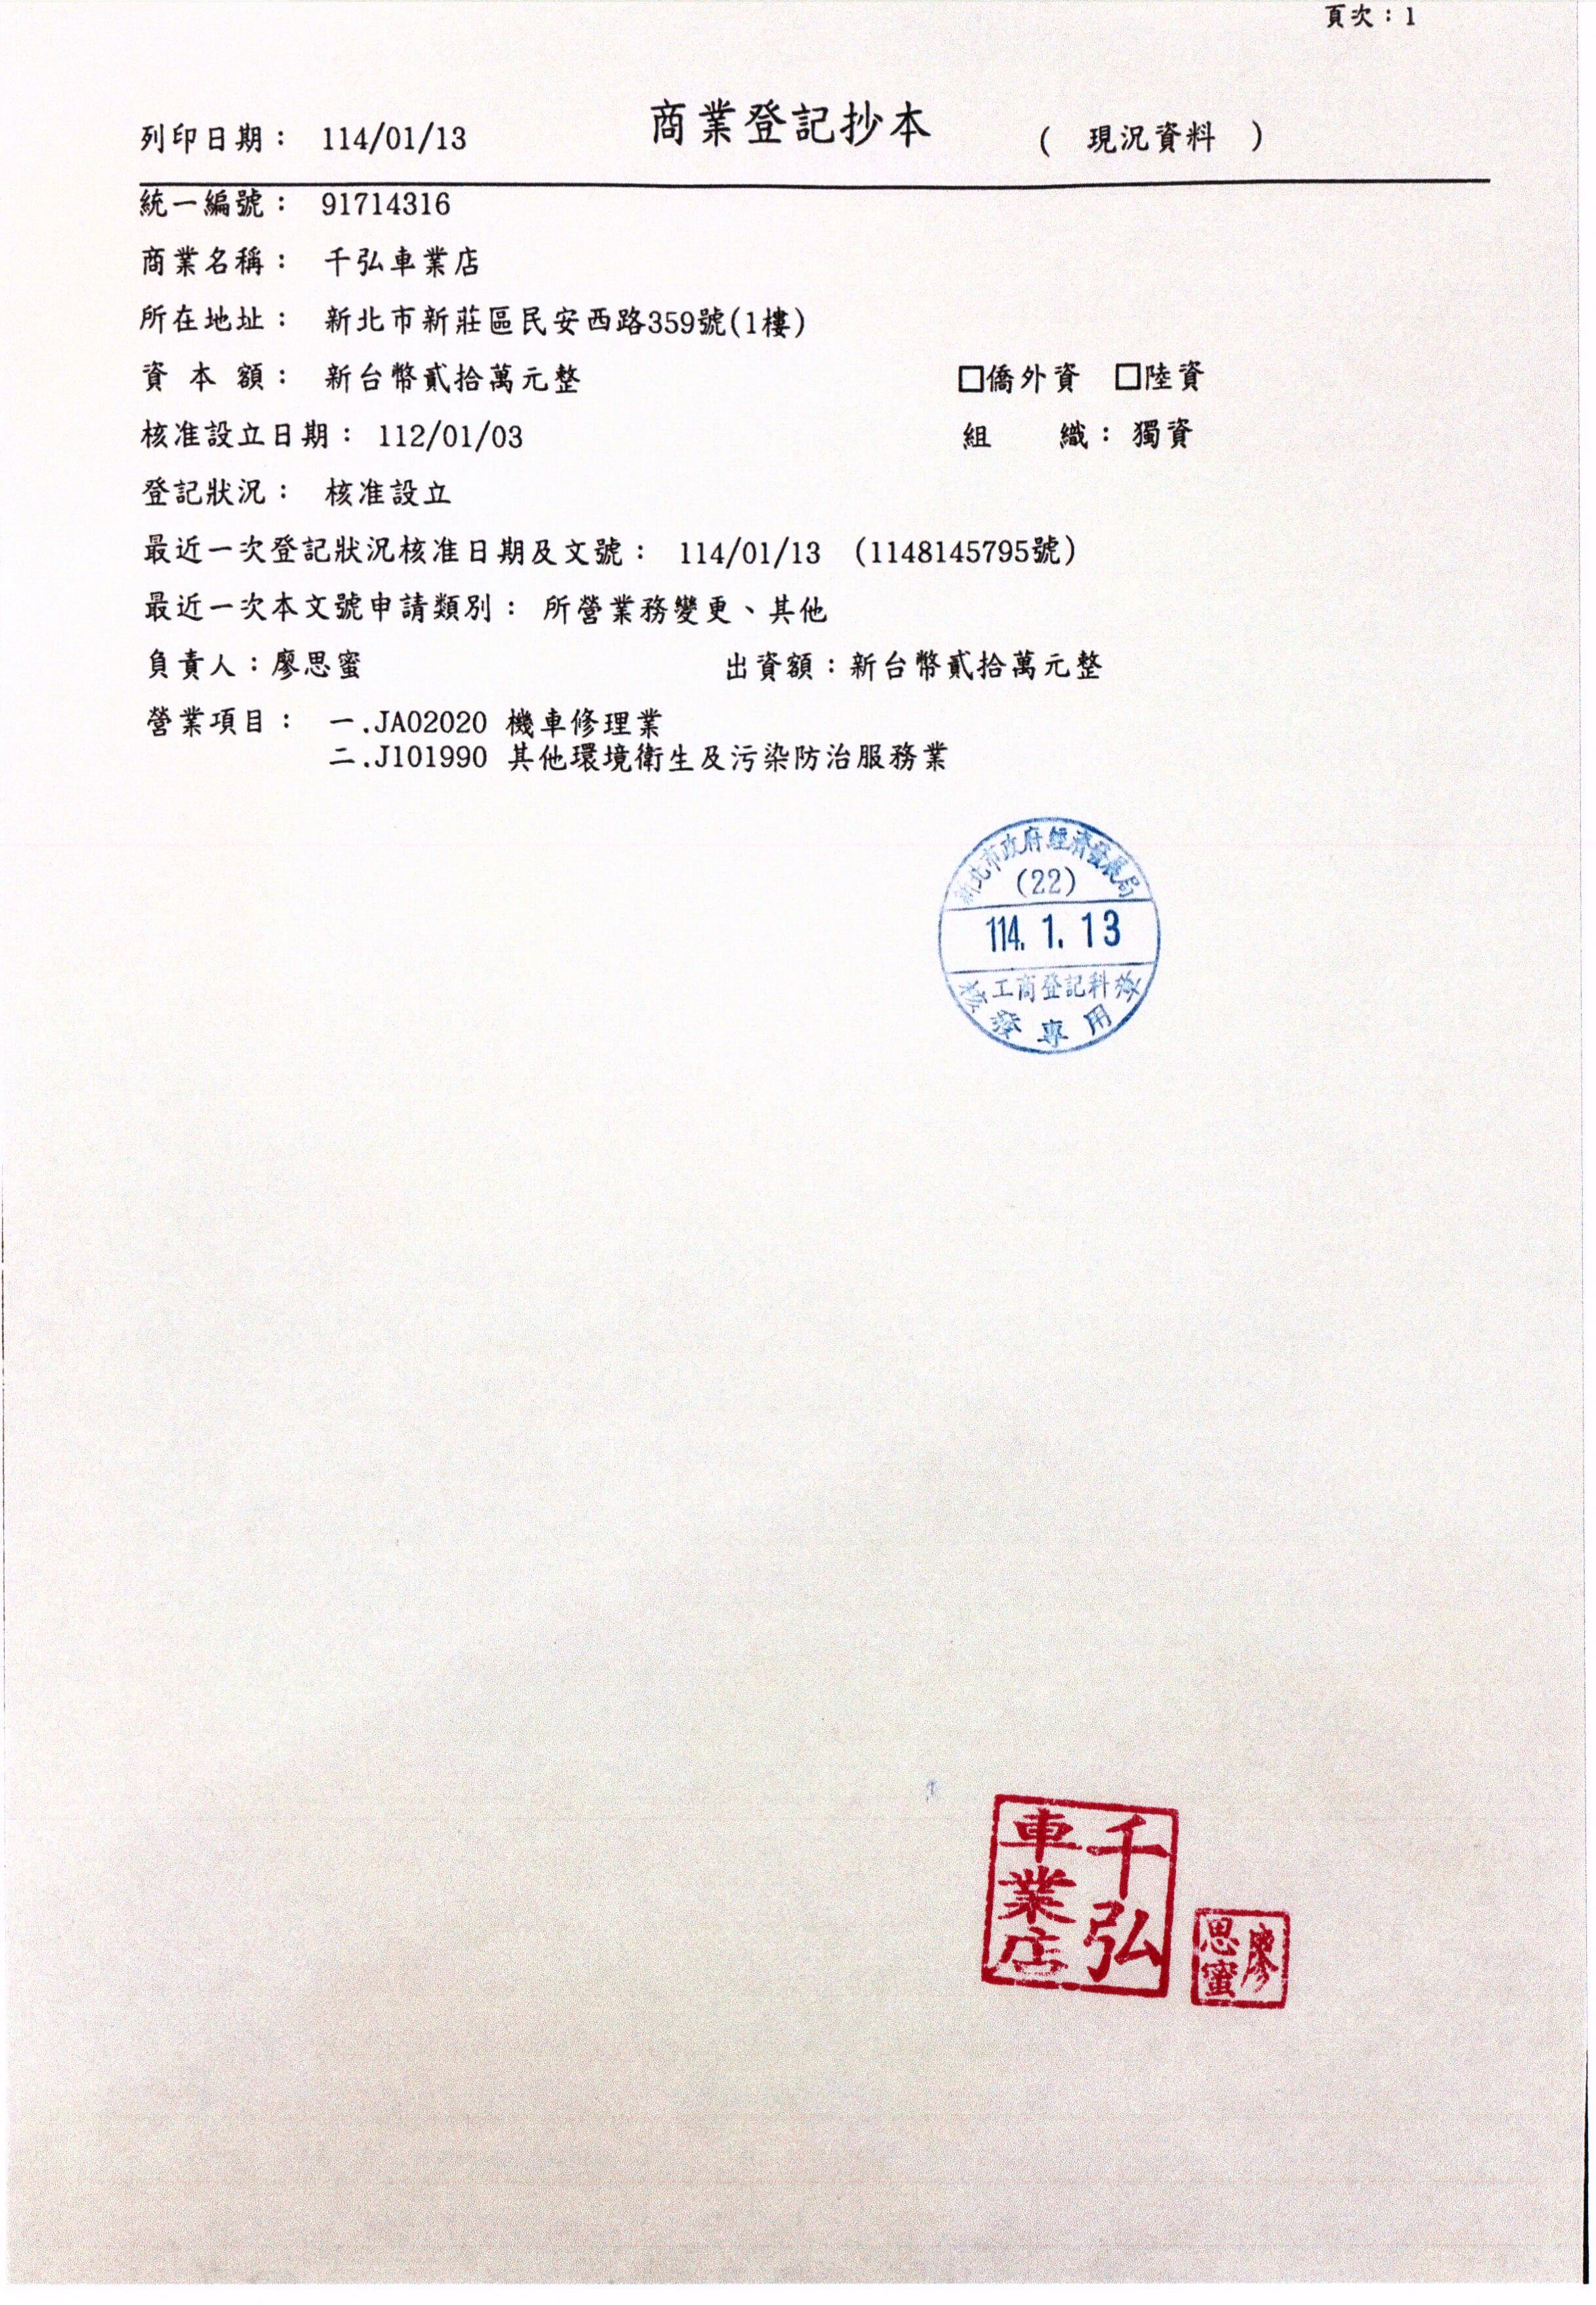 頁次：1
列印日期： 114/01/13 商業登記抄本 ( 現況資料 )
統一編號： 91714316
商業名稱： 千弘車業店
所在地址： 新北市新莊區民安西路359號(1樓)
資 本 額： 新台幣貳拾萬元整 □僑外資 □陸資
核准設立日期： 112/01/03 組 織：獨資
登記狀況： 核准設立
最近一次登記狀況核准日期及文號： 114/01/13 (1148145795號)
最近一次本文號申請類別： 所營業務變更、其他
負責人：廖思蜜 出資額：新台幣貳拾萬元整
營業項目： 一.JA02020 機車修理業
二.J101990 其他環境衛生及污染防治服務業
新北市政府經濟發展局
(22)
114. 1. 13
工商登記科
專用
千弘
車業店
廖
思蜜